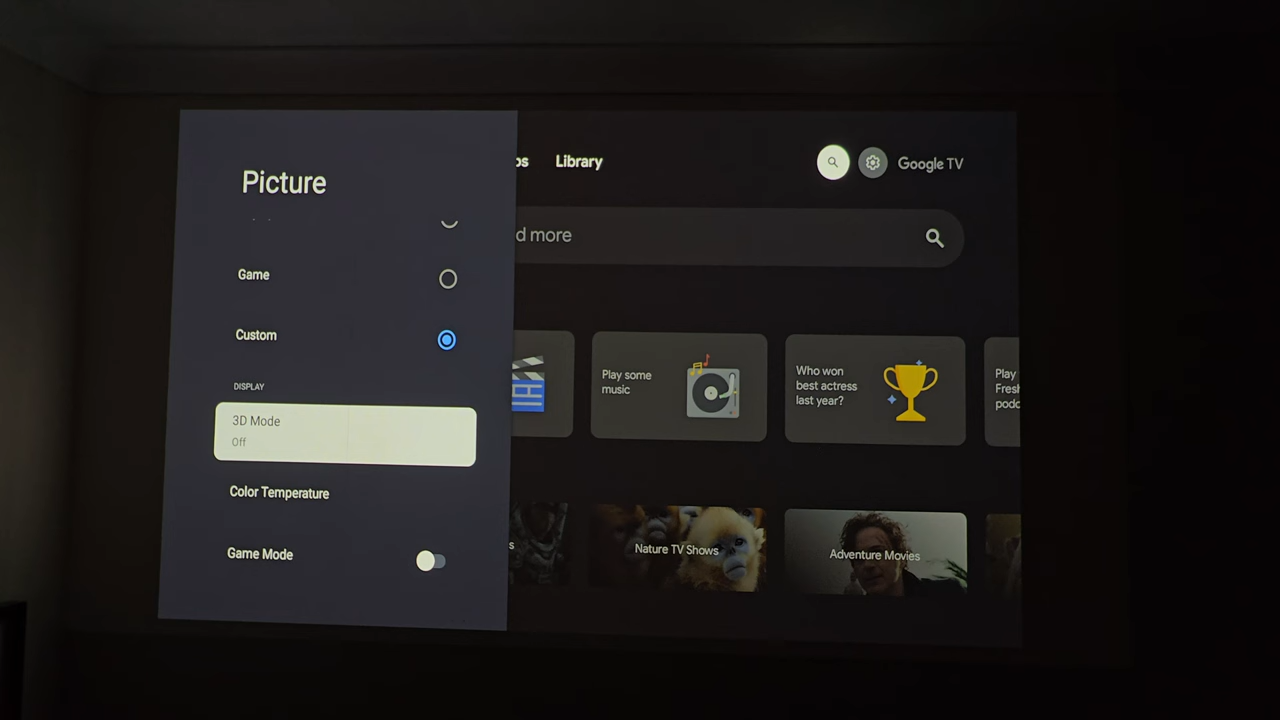 Picture
Game
Custom
DISPLAY
3D Mode
Off
Color Temperature
Game Mode
Library
Google TV
d more
Play some
music
Who won
best actress
last year?
Play
Fresh
s
Nature TV Shows
Adventure Movies